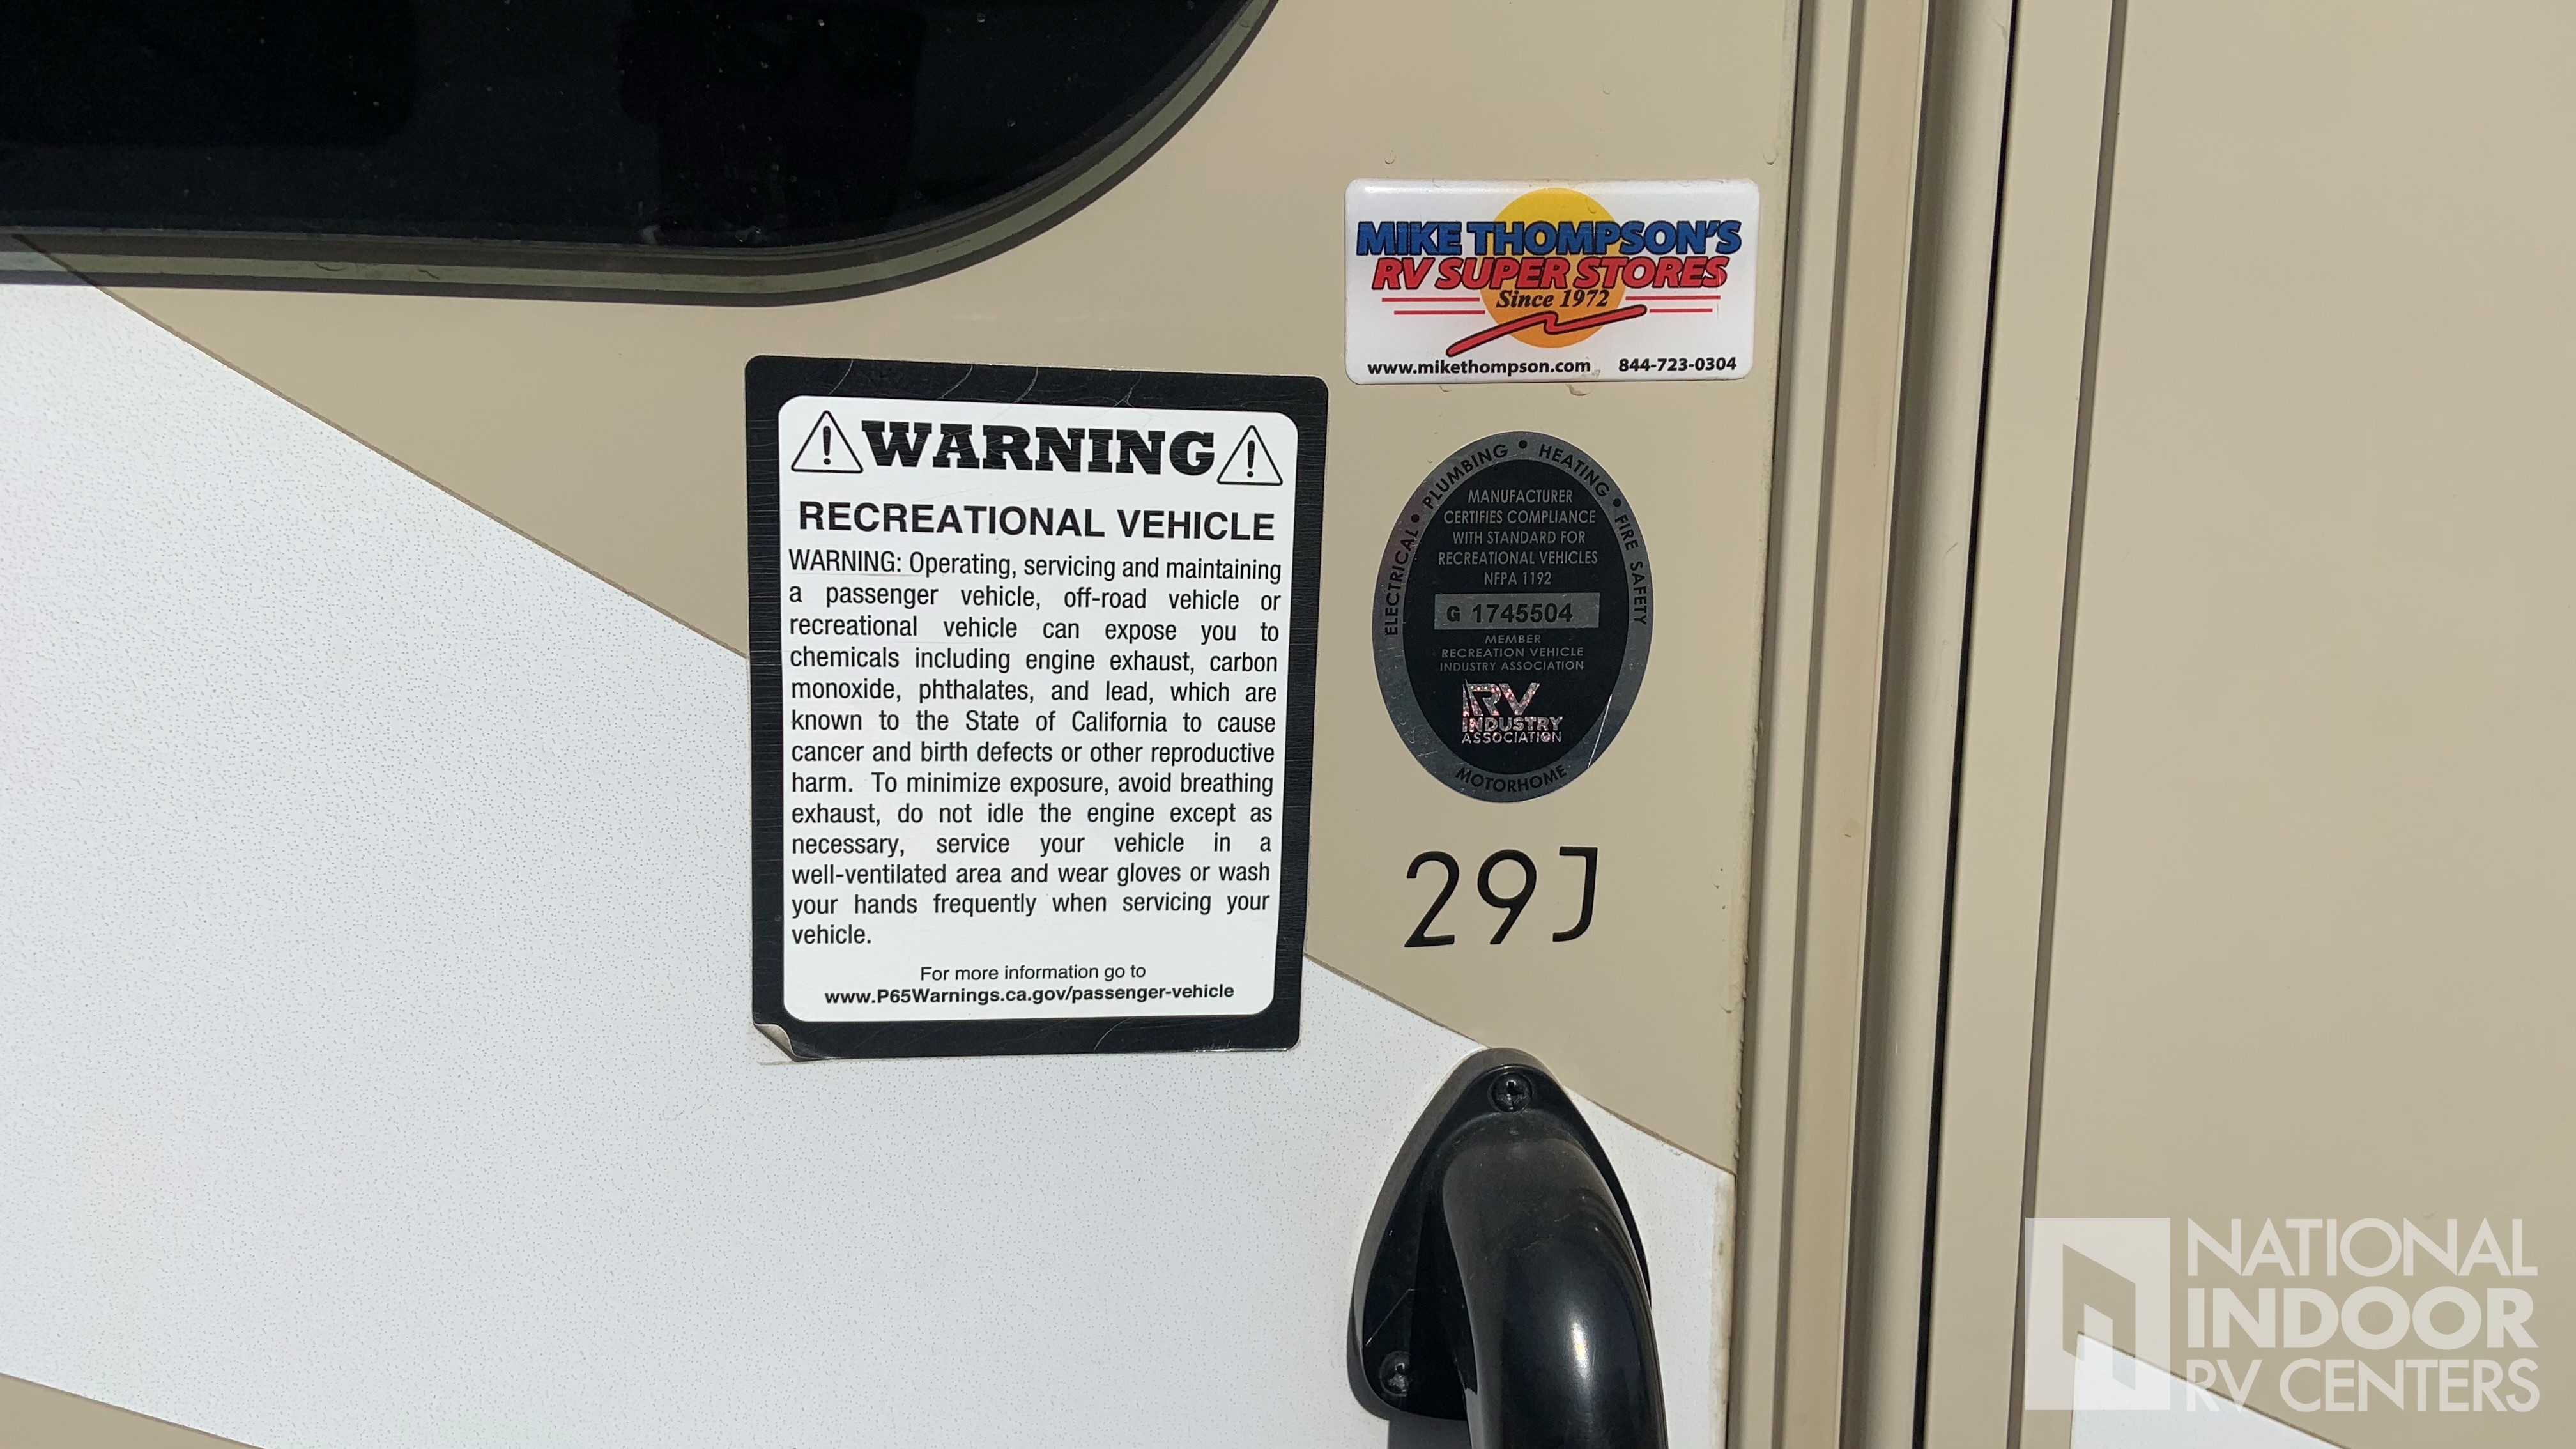 MIKE THOMPSON'S
RV SUPER STORES
Since 1972
www.mikethompson.com 844-723-0304
WARNING
RECREATIONAL VEHICLE
WARNING: Operating, servicing and maintaining
a passenger vehicle, off-road vehicle or
recreational vehicle can expose you to
chemicals including engine exhaust, carbon
monoxide, phthalates, and lead, which are
known to the State of California to cause
cancer and birth defects or other reproductive
harm. To minimize exposure, avoid breathing
exhaust, do not idle the engine except as
necessary, service your vehicle in a
well-ventilated area and wear gloves or wash
your hands frequently when servicing your
vehicle.
For more information go to
www.P65Warnings.ca.gov/passenger-vehicle
ELECTRICAL • PLUMBING • HEATING • FIRE SAFETY
MANUFACTURER
CERTIFIES COMPLIANCE
WITH STANDARD FOR
RECREATIONAL VEHICLES
NFPA 1192
G 1745504
MEMBER
RECREATION VEHICLE
INDUSTRY ASSOCIATION
RV
INDUSTRY
ASSOCIATION
MOTORHOME
29J
NATIONAL
INDOOR
RV CENTERS